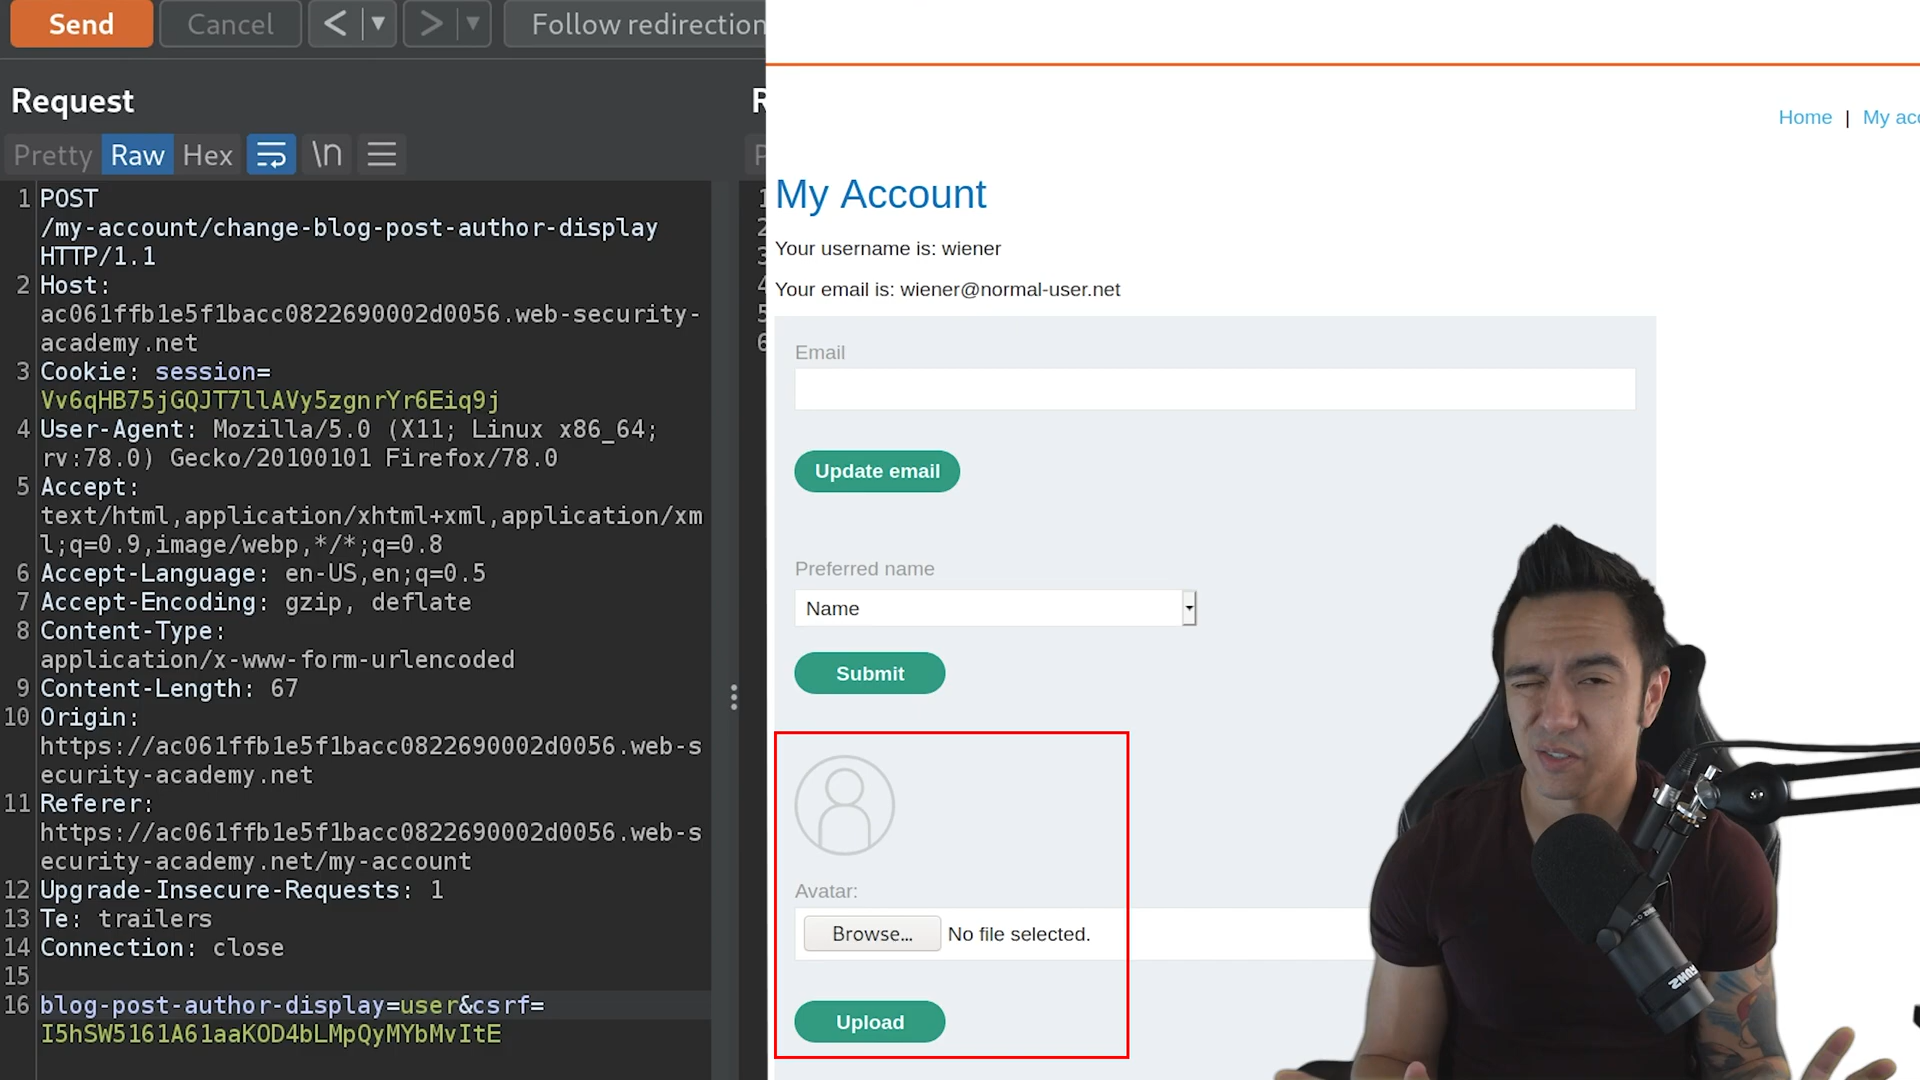 Send
Cancel
<
>
Follow redirection
Request
Pretty
Raw
Hex
\n
1 POST
/my-account/change-blog-post-author-display
HTTP/1.1
2 Host:
ac061ffb1e5f1bacc0822690002d0056.web-security-
academy.net
3 Cookie: session=
Vv6qHB75jGQJT7llAVy5zgnrYr6Eiq9j
4 User-Agent: Mozilla/5.0 (X11; Linux x86_64;
rv:78.0) Gecko/20100101 Firefox/78.0
5 Accept:
text/html,application/xhtml+xml,application/xm
l;q=0.9,image/webp,*/*;q=0.8
6 Accept-Language: en-US,en;q=0.5
7 Accept-Encoding: gzip, deflate
8 Content-Type:
application/x-www-form-urlencoded
9 Content-Length: 67
10 Origin:
https://ac061ffb1e5f1bacc0822690002d0056.web-s
ecurity-academy.net
11 Referer:
https://ac061ffb1e5f1bacc0822690002d0056.web-s
ecurity-academy.net/my-account
12 Upgrade-Insecure-Requests: 1
13 Te: trailers
14 Connection: close
15
16 blog-post-author-display=user&csrf=
I5hSW5161A61aaKOD4bLMpQyMYbMvItE
Home | My acc
My Account
Your username is: wiener
Your email is: wiener@normal-user.net
Email
Update email
Preferred name
Name
Submit
Avatar:
Browse... No file selected.
Upload